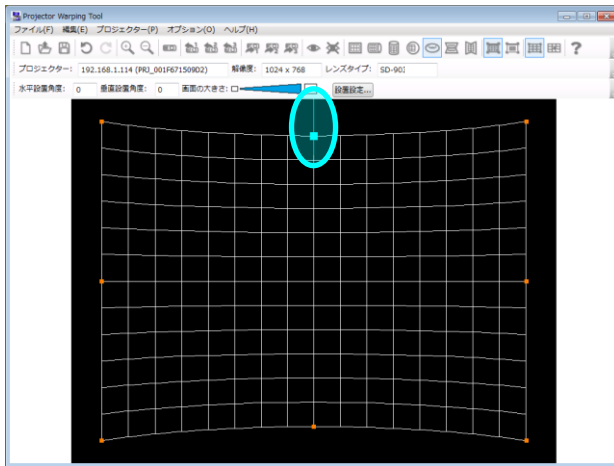 Projector Warping Tool
ファイル(F) 編集(E) プロジェクター(P) オプション(O) ヘルプ(H)
プロジェクター: 192.168.1.114 (PRJ_001F671509D2) 解像度: 1024 x 768 レンズタイプ: SD-903
水平設置角度: 0 垂直設置角度: 0 画面の大きさ: 設置設定...